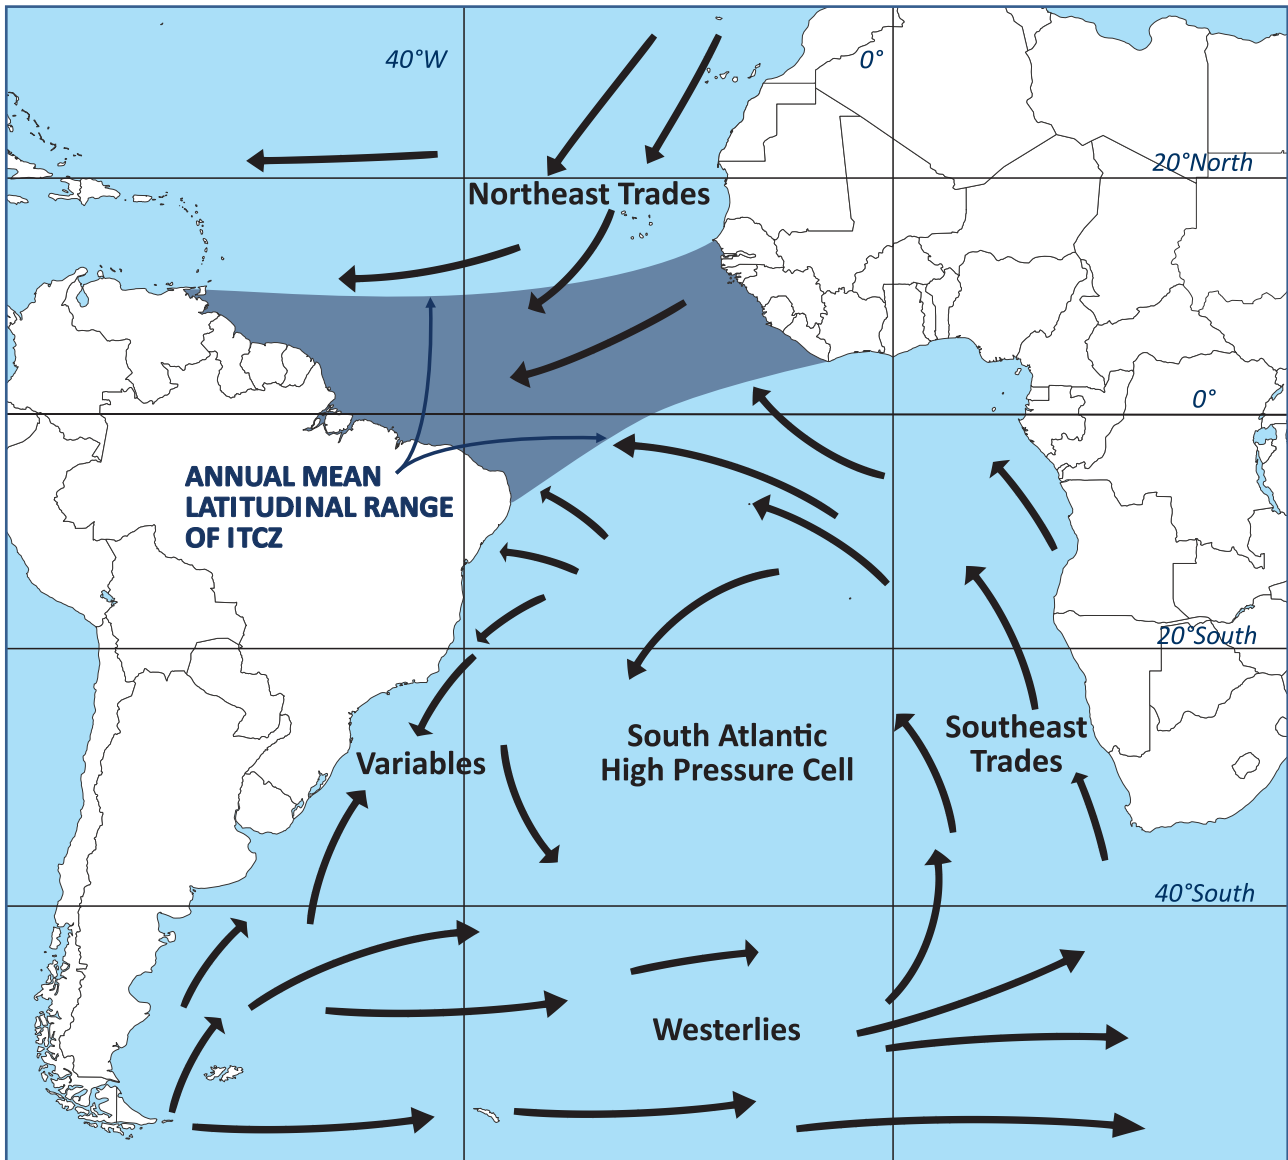 40°W
0°
20°North
Northeast Trades
0°
ANNUAL MEAN
LATITUDINAL RANGE
OF ITCZ
20°South
South Atlantic
High Pressure Cell
Southeast
Trades
Variables
40°South
Westerlies